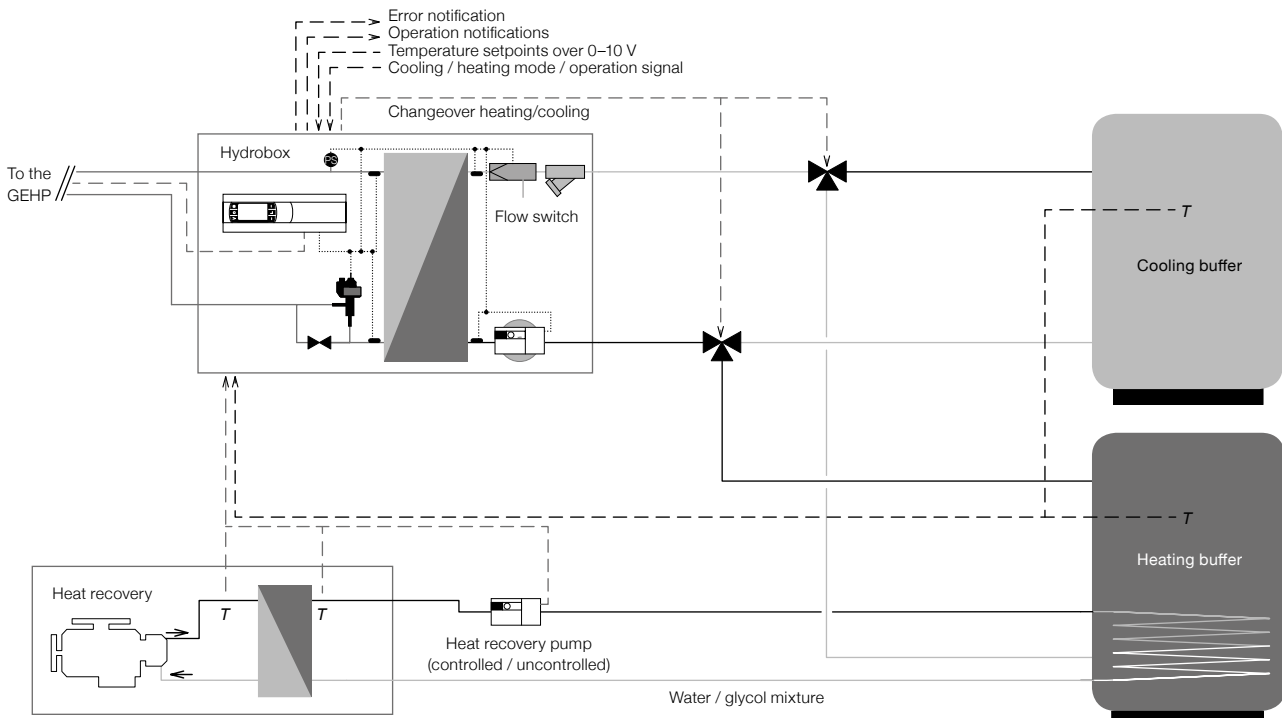 Error notification
Operation notifications
Temperature setpoints over 0–10 V
Cooling / heating mode / operation signal
Changeover heating/cooling
Hydrobox
PS
To the
GEHP
Flow switch
T
Cooling buffer
T
Heating buffer
Heat recovery
T
T
Heat recovery pump
(controlled / uncontrolled)
Water / glycol mixture